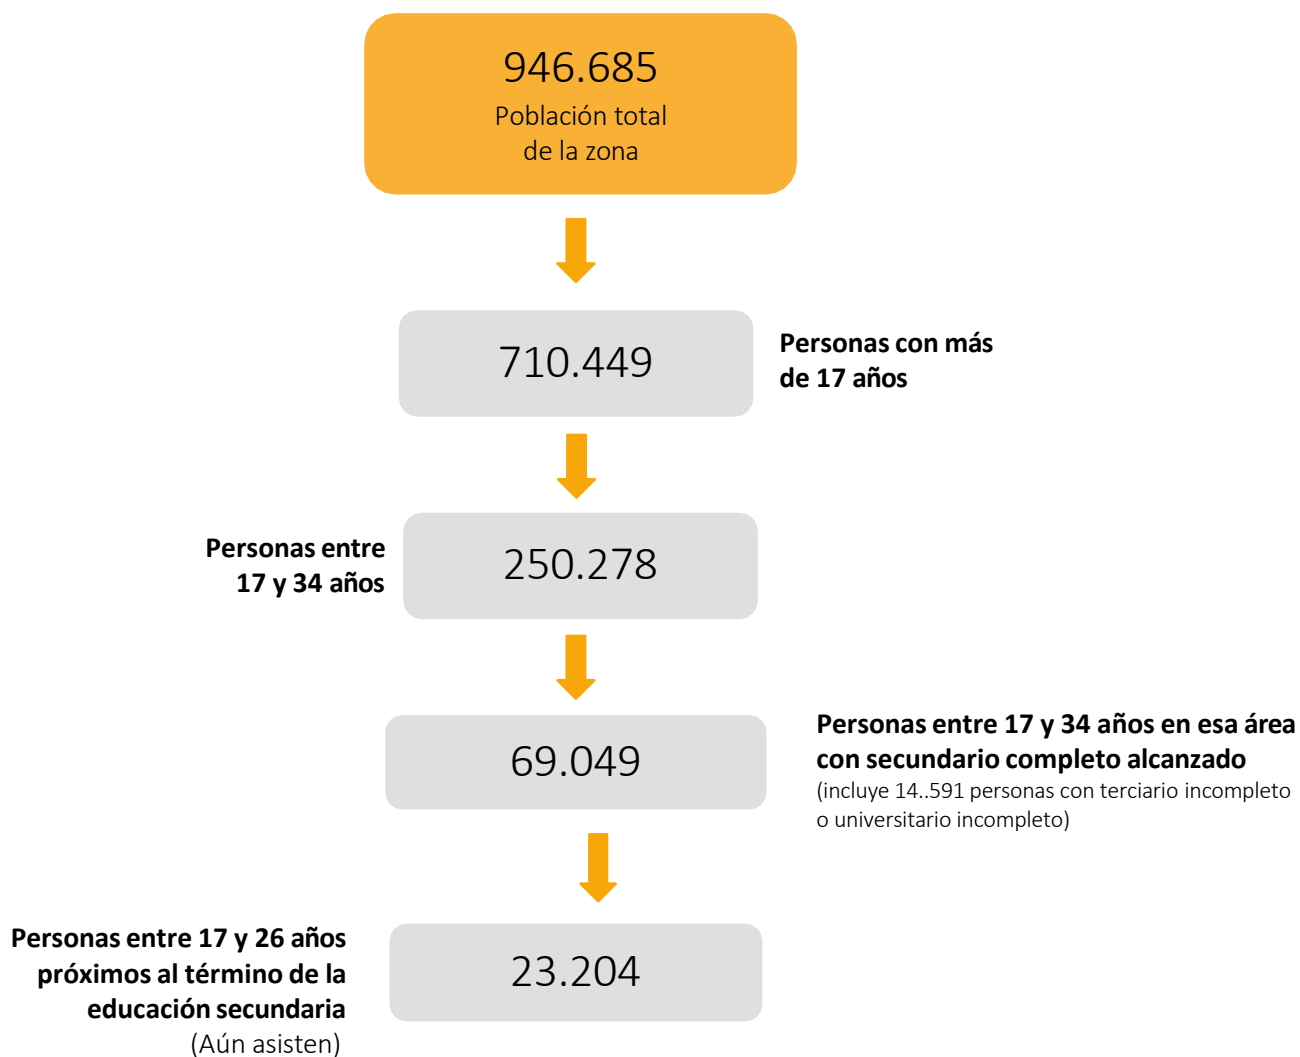 946.685
Población total
de la zona
710.449
Personas con más
de 17 años
Personas entre
17 y 34 años
250.278
69.049
Personas entre 17 y 34 años en esa área
con secundario completo alcanzado
(incluye 14..591 personas con terciario incompleto
o universitario incompleto)
Personas entre 17 y 26 años
próximos al término de la
educación secundaria
(Aún asisten)
23.204